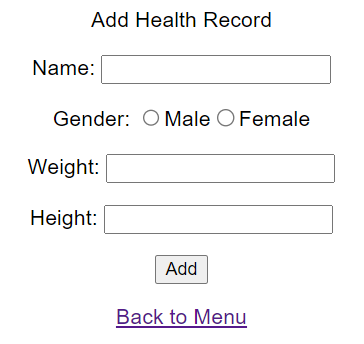 Add Health Record
Name:
Gender: Male Female
Weight:
Height:
Add
Back to Menu